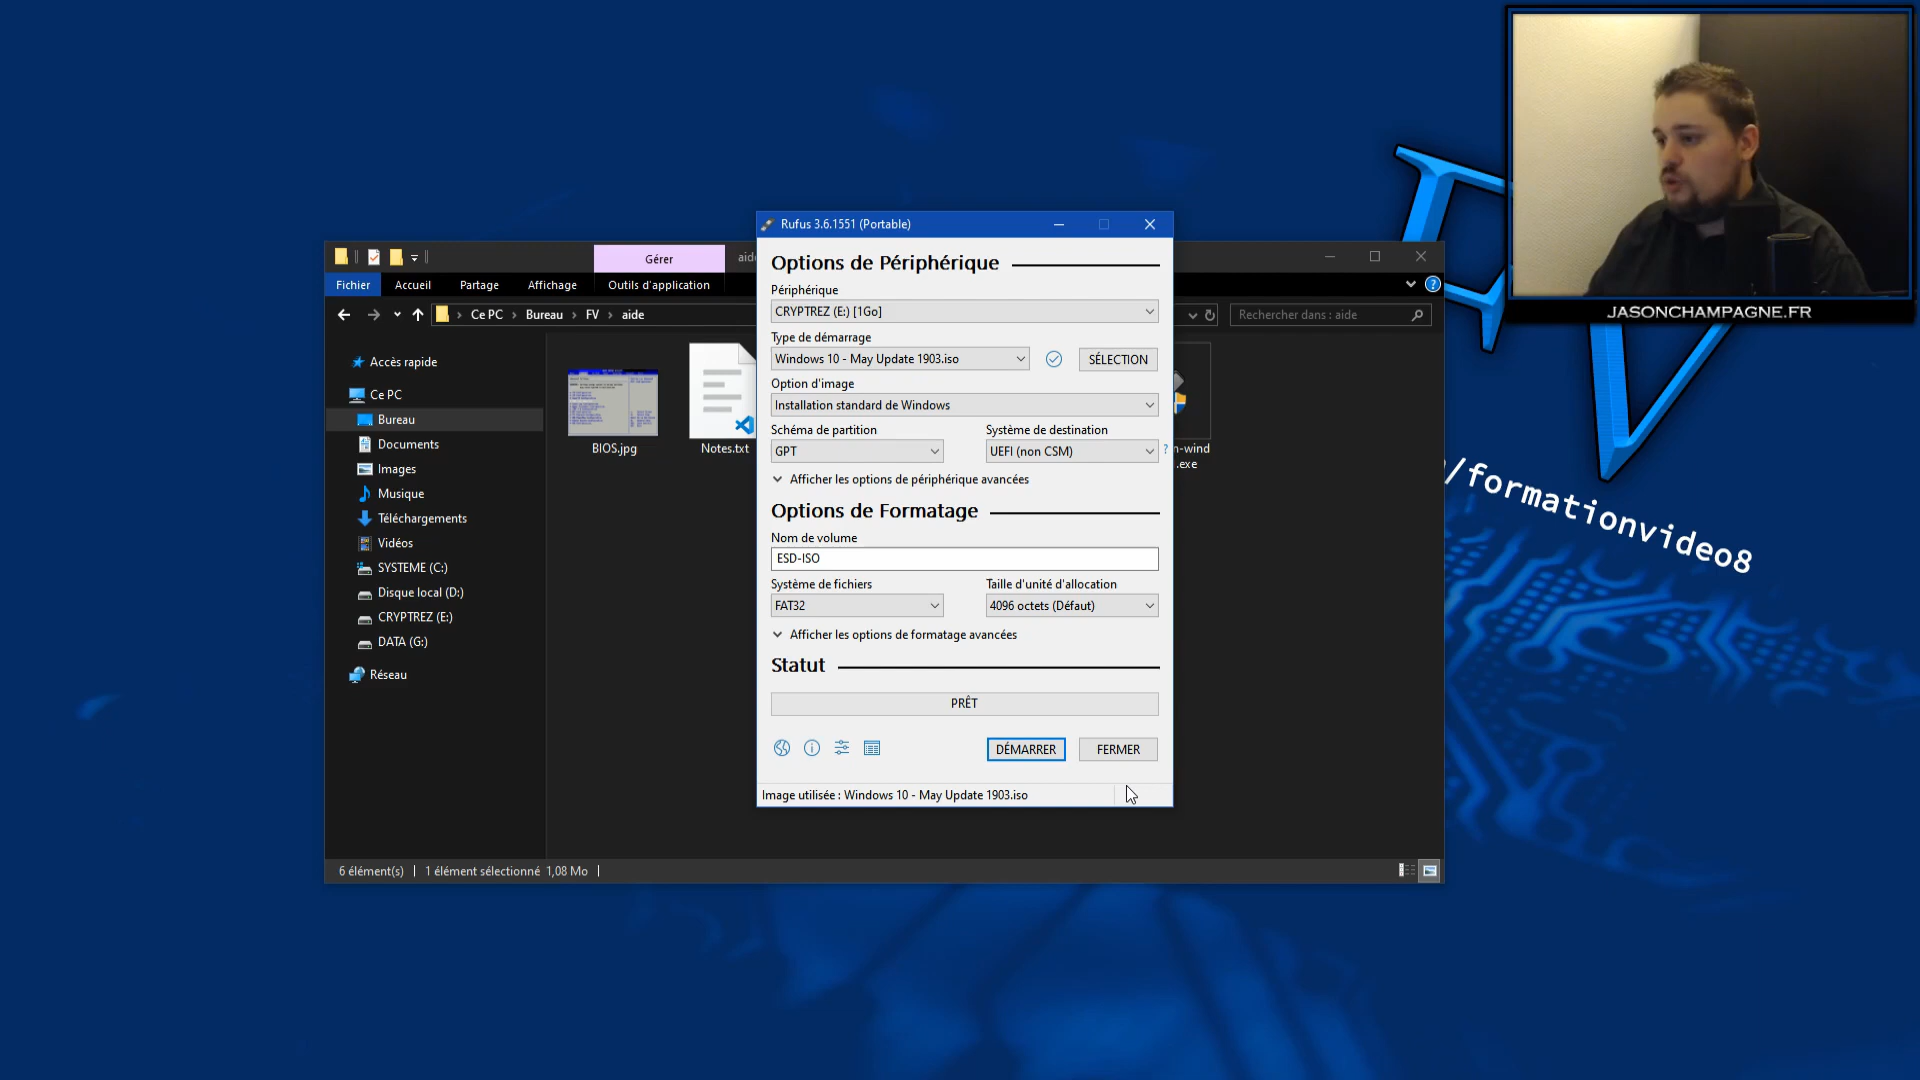 JASONCHAMPAGNE.FR
/formationvideo8
Gérer
aide
Fichier
Accueil
Partage
Affichage
Outils d'application
Ce PC
Bureau
FV
aide
Rechercher dans : aide
Accès rapide
Ce PC
Bureau
Documents
Images
Musique
Téléchargements
Vidéos
SYSTEME (C:)
Disque local (D:)
CRYPTREZ (E:)
DATA (G:)
Réseau
BIOS.jpg
Notes.txt
n-wind
.exe
6 élément(s)
1 élément sélectionné 1,08 Mo
Rufus 3.6.1551 (Portable)
Options de Périphérique
Périphérique
CRYPTREZ (E:) [1Go]
Type de démarrage
Windows 10 - May Update 1903.iso
SÉLECTION
Option d'image
Installation standard de Windows
Schéma de partition
Système de destination
GPT
UEFI (non CSM)
?
Afficher les options de périphérique avancées
Options de Formatage
Nom de volume
ESD-ISO
Système de fichiers
Taille d'unité d'allocation
FAT32
4096 octets (Défaut)
Afficher les options de formatage avancées
Statut
PRÊT
DÉMARRER
FERMER
Image utilisée : Windows 10 - May Update 1903.iso